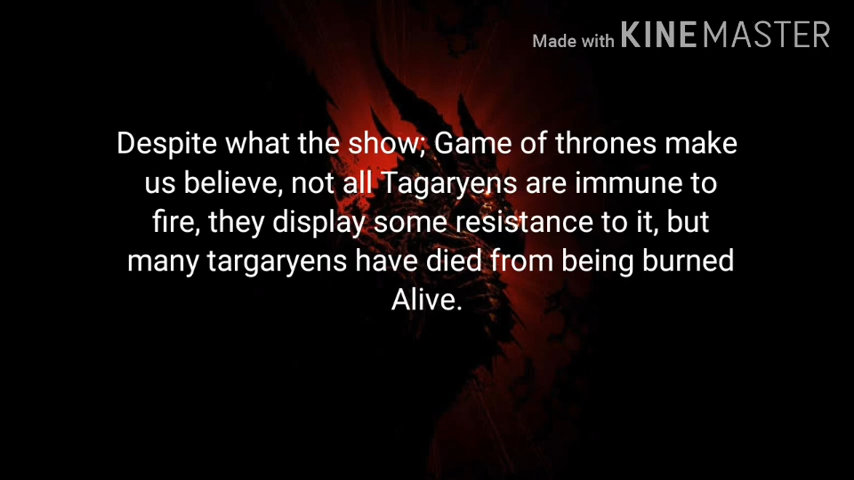 Made with KINEMASTER
Despite what the show; Game of thrones make
us believe, not all Tagaryens are immune to
fire, they display some resistance to it, but
many targaryens have died from being burned
Alive.